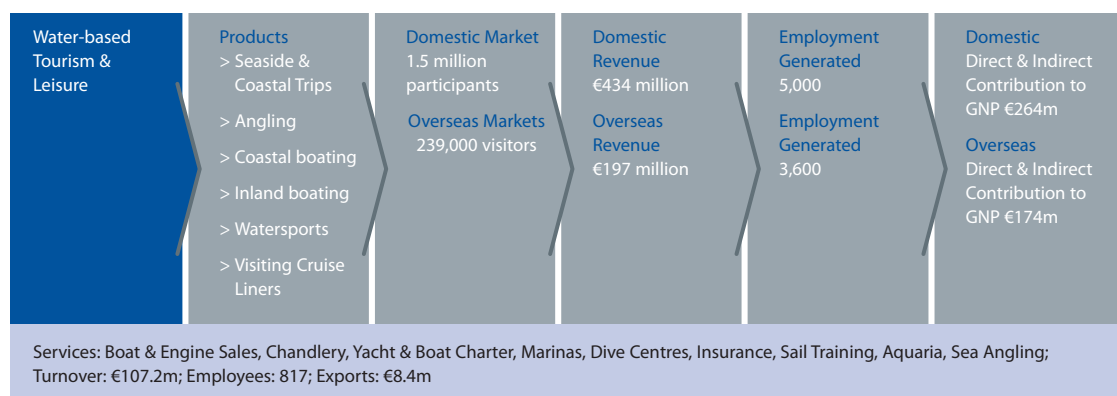 Water-based
Tourism &
Leisure
Products
> Seaside &
Coastal Trips
> Angling
> Coastal boating
> Inland boating
> Watersports
> Visiting Cruise
Liners
Domestic Market
1.5 million
participants
Overseas Markets
239,000 visitors
Domestic
Revenue
€434 million
Overseas
Revenue
€197 million
Employment
Generated
5,000
Employment
Generated
3,600
Domestic
Direct & Indirect
Contribution to
GNP €264m
Overseas
Direct & Indirect
Contribution to
GNP €174m
Services: Boat & Engine Sales, Chandlery, Yacht & Boat Charter, Marinas, Dive Centres, Insurance, Sail Training, Aquaria, Sea Angling;
Turnover: €107.2m; Employees: 817; Exports: €8.4m